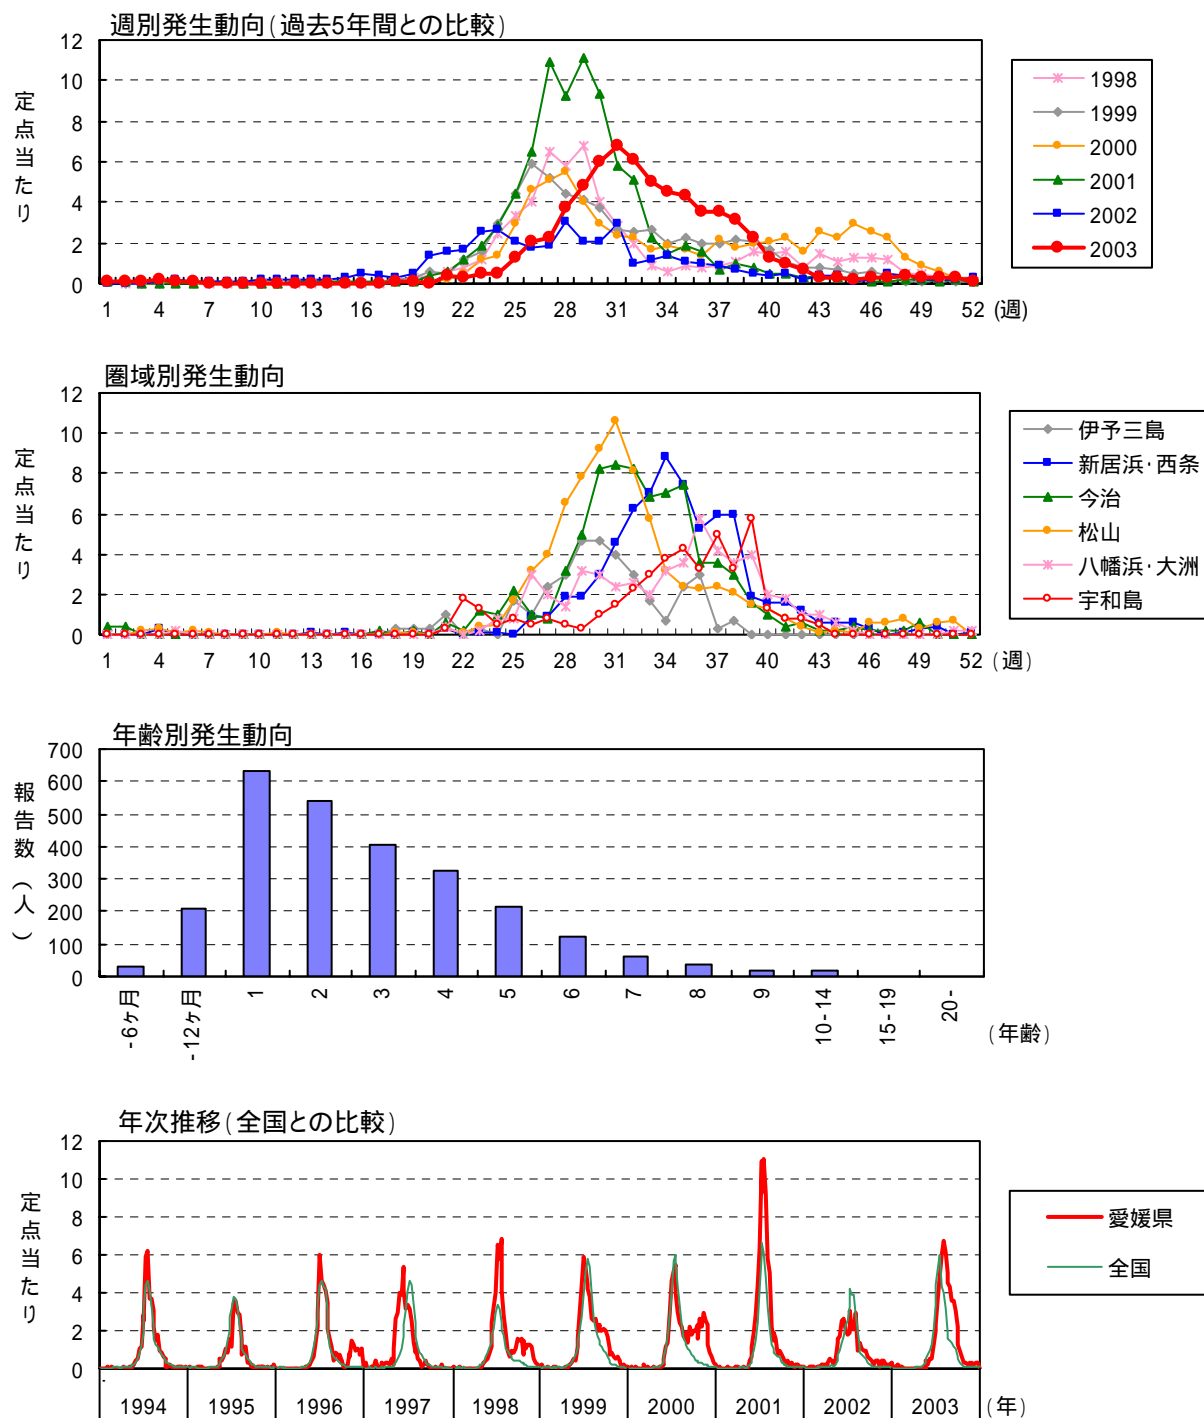 週別発生動向(過去5年間との比較)
定点当たり
12
10
8
6
4
2
0
1 4 7 10 13 16 19 22 25 28 31 34 37 40 43 46 49 52 (週)
1998
1999
2000
2001
2002
2003
圏域別発生動向
定点当たり
12
10
8
6
4
2
0
1 4 7 10 13 16 19 22 25 28 31 34 37 40 43 46 49 52 (週)
伊予三島
新居浜・西条
今治
松山
八幡浜・大洲
宇和島
年齢別発生動向
報告数(人)
700
600
500
400
300
200
100
0
-6ヶ月 -12ヶ月 1 2 3 4 5 6 7 8 9 10-14 15-19 20-
(年齢)
年次推移(全国との比較)
定点当たり
12
10
8
6
4
2
0
1994 1995 1996 1997 1998 1999 2000 2001 2002 2003 (年)
愛媛県
全国